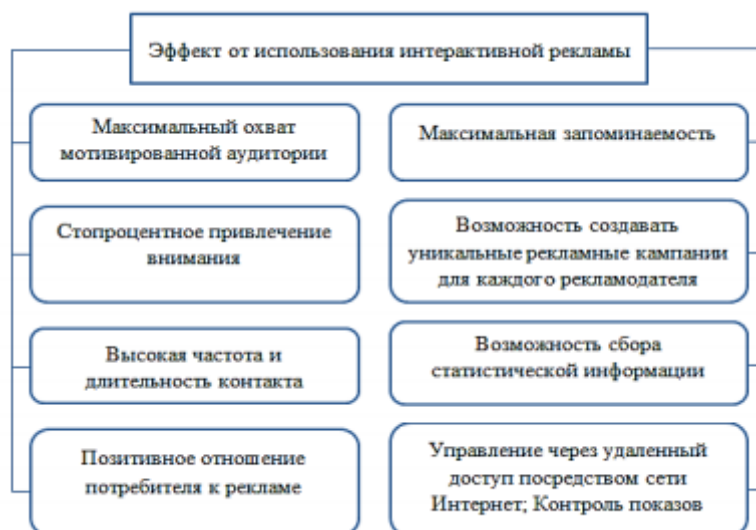 Эффект от использования интерактивной рекламы
Максимальный охват
мотивированной аудитории
Максимальная запоминаемость
Стопроцентное привлечение
внимания
Возможность создавать
уникальные рекламные кампании
для каждого рекламодателя
Высокая частота и
длительность контакта
Возможность сбора
статистической информации
Позитивное отношение
потребителя к рекламе
Управление через удаленный
доступ посредством сети
Интернет; Контроль показов